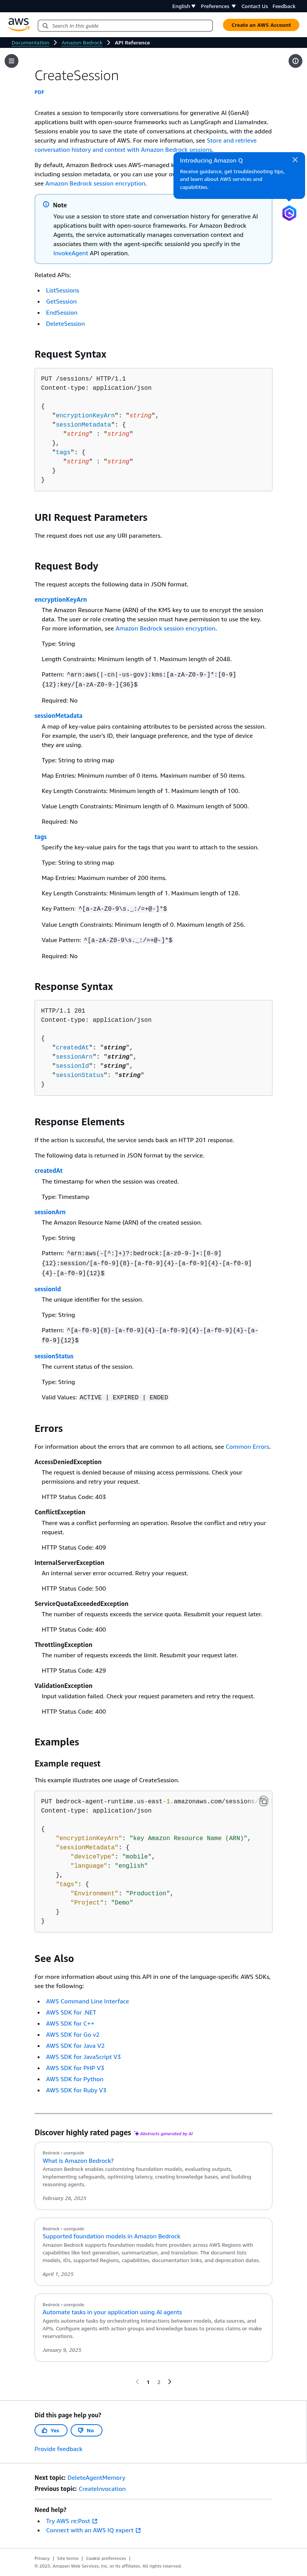 English
Preferences
Contact Us
Feedback
aws
Search in this guide
Create an AWS Account
Documentation
Amazon Bedrock
API Reference
CreateSession
PDF
Creates a session to temporarily store conversations for generative AI (GenAI)
applications built with open-source frameworks such as LangGraph and LlamaIndex.
Sessions enable you to save the state of conversations at checkpoints, with the added
security and infrastructure of AWS. For more information, see Store and retrieve
conversation history and context with Amazon Bedrock sessions.
By default, Amazon Bedrock uses AWS-managed k
session metadata, or you can use your ow
see Amazon Bedrock session encryption.
Introducing Amazon Q
Receive guidance, get troubleshooting tips,
and learn about AWS services and
capabilities.
Note
You use a session to store state and conversation history for generative AI
applications built with open-source frameworks. For Amazon Bedrock
Agents, the service automatically manages conversation context and
associates them with the agent-specific sessionId you specify in the
InvokeAgent API operation.
Related APIs:
ListSessions
GetSession
EndSession
DeleteSession
Request Syntax
PUT /sessions/ HTTP/1.1
Content-type: application/json
{
"encryptionKeyArn": "string",
"sessionMetadata": {
"string" : "string"
},
"tags": {
"string" : "string"
}
}
URI Request Parameters
The request does not use any URI parameters.
Request Body
The request accepts the following data in JSON format.
encryptionKeyArn
The Amazon Resource Name (ARN) of the KMS key to use to encrypt the session
data. The user or role creating the session must have permission to use the key.
For more information, see Amazon Bedrock session encryption.
Type: String
Length Constraints: Minimum length of 1. Maximum length of 2048.
Pattern: ^arn:aws(|-cn|-us-gov):kms:[a-zA-Z0-9-]*:[0-9]
{12}:key/[a-zA-Z0-9-]{36}$
Required: No
sessionMetadata
A map of key-value pairs containing attributes to be persisted across the session.
For example, the user's ID, their language preference, and the type of device
they are using.
Type: String to string map
Map Entries: Minimum number of 0 items. Maximum number of 50 items.
Key Length Constraints: Minimum length of 1. Maximum length of 100.
Value Length Constraints: Minimum length of 0. Maximum length of 5000.
Required: No
tags
Specify the key-value pairs for the tags that you want to attach to the session.
Type: String to string map
Map Entries: Maximum number of 200 items.
Key Length Constraints: Minimum length of 1. Maximum length of 128.
Key Pattern: ^[a-zA-Z0-9\s._:/=+@-]*$
Value Length Constraints: Minimum length of 0. Maximum length of 256.
Value Pattern: ^[a-zA-Z0-9\s._:/=+@-]*$
Required: No
Response Syntax
HTTP/1.1 201
Content-type: application/json
{
"createdAt": "string",
"sessionArn": "string",
"sessionId": "string",
"sessionStatus": "string"
}
Response Elements
If the action is successful, the service sends back an HTTP 201 response.
The following data is returned in JSON format by the service.
createdAt
The timestamp for when the session was created.
Type: Timestamp
sessionArn
The Amazon Resource Name (ARN) of the created session.
Type: String
Pattern: ^arn:aws(-[^:]+)?:bedrock:[a-z0-9-]+:[0-9]
{12}:session/[a-f0-9]{8}-[a-f0-9]{4}-[a-f0-9]{4}-[a-f0-9]
{4}-[a-f0-9]{12}$
sessionId
The unique identifier for the session.
Type: String
Pattern: ^[a-f0-9]{8}-[a-f0-9]{4}-[a-f0-9]{4}-[a-f0-9]{4}-[a-
f0-9]{12}$
sessionStatus
The current status of the session.
Type: String
Valid Values: ACTIVE | EXPIRED | ENDED
Errors
For information about the errors that are common to all actions, see Common Errors.
AccessDeniedException
The request is denied because of missing access permissions. Check your
permissions and retry your request.
HTTP Status Code: 403
ConflictException
There was a conflict performing an operation. Resolve the conflict and retry your
request.
HTTP Status Code: 409
InternalServerException
An internal server error occurred. Retry your request.
HTTP Status Code: 500
ServiceQuotaExceededException
The number of requests exceeds the service quota. Resubmit your request later.
HTTP Status Code: 400
ThrottlingException
The number of requests exceeds the limit. Resubmit your request later.
HTTP Status Code: 429
ValidationException
Input validation failed. Check your request parameters and retry the request.
HTTP Status Code: 400
Examples
Example request
This example illustrates one usage of CreateSession.
PUT bedrock-agent-runtime.us-east-1.amazonaws.com/sessions
Content-type: application/json
{
"encryptionKeyArn": "key Amazon Resource Name (ARN)",
"sessionMetadata": {
"deviceType": "mobile",
"language": "english"
},
"tags": {
"Environment": "Production",
"Project": "Demo"
}
}
See Also
For more information about using this API in one of the language-specific AWS SDKs,
see the following:
AWS Command Line Interface
AWS SDK for .NET
AWS SDK for C++
AWS SDK for Go v2
AWS SDK for Java V2
AWS SDK for JavaScript V3
AWS SDK for PHP V3
AWS SDK for Python
AWS SDK for Ruby V3
Discover highly rated pages Abstracts generated by AI
Bedrock › userguide
What is Amazon Bedrock?
Amazon Bedrock enables customizing foundation models, evaluating outputs,
implementing safeguards, optimizing latency, creating knowledge bases, and building
reasoning agents.
February 26, 2025
Bedrock › userguide
Supported foundation models in Amazon Bedrock
Amazon Bedrock supports foundation models from providers across AWS Regions with
capabilities like text generation, summarization, and translation. The document lists
models, IDs, supported Regions, capabilities, documentation links, and deprecation dates.
April 1, 2025
Bedrock › userguide
Automate tasks in your application using AI agents
Agents automate tasks by orchestrating interactions between models, data sources, and
APIs. Configure agents with action groups and knowledge bases to process claims or make
reservations.
January 9, 2025
1 2
Did this page help you?
Yes
No
Provide feedback
Next topic: DeleteAgentMemory
Previous topic: CreateInvocation
Need help?
Try AWS re:Post
Connect with an AWS IQ expert
Privacy | Site terms | Cookie preferences |
© 2025, Amazon Web Services, Inc. or its affiliates. All rights reserved.